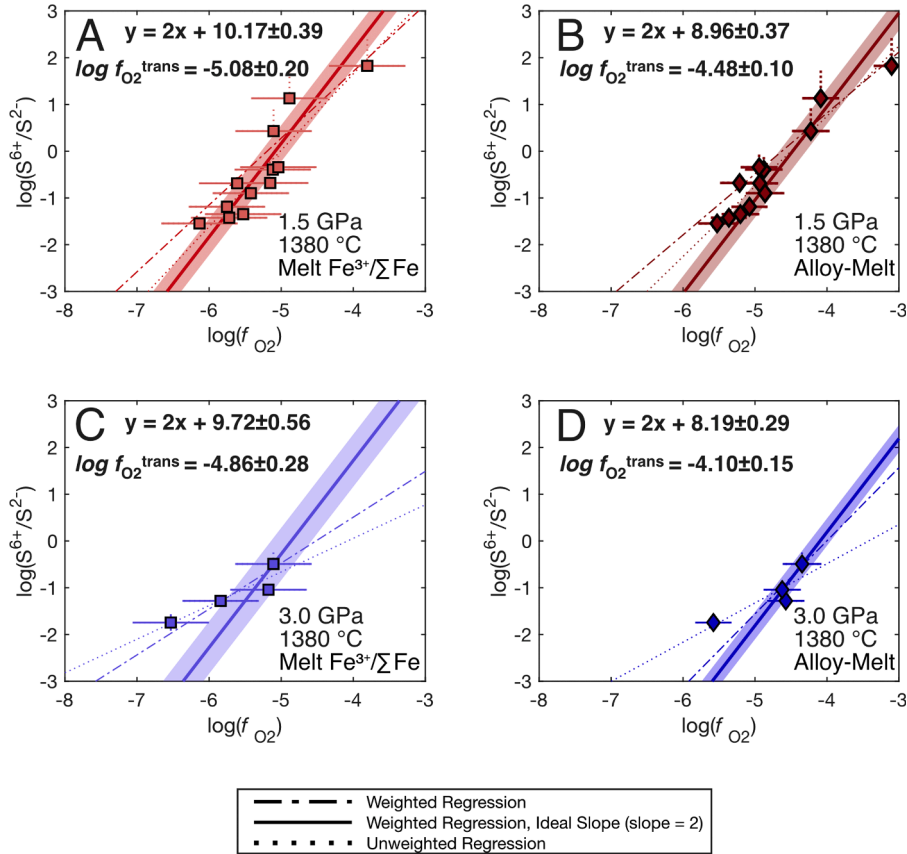 A
y = 2x + 10.17±0.39
log fO2trans = -5.08±0.20
3
2
1
0
-1
-2
-3
log(S6+/S2-)
1.5 GPa
1380 °C
Melt Fe³⁺/∑Fe
-8 -7 -6 -5 -4 -3
log(f O2)
B
y = 2x + 8.96±0.37
log fO2trans = -4.48±0.10
3
2
1
0
-1
-2
-3
log(S6+/S2-)
1.5 GPa
1380 °C
Alloy-Melt
-8 -7 -6 -5 -4 -3
log(f O2)
C
y = 2x + 9.72±0.56
log fO2trans = -4.86±0.28
3
2
1
0
-1
-2
-3
log(S6+/S2-)
3.0 GPa
1380 °C
Melt Fe³⁺/∑Fe
-8 -7 -6 -5 -4 -3
log(f O2)
D
y = 2x + 8.19±0.29
log fO2trans = -4.10±0.15
3
2
1
0
-1
-2
-3
log(S6+/S2-)
3.0 GPa
1380 °C
Alloy-Melt
-8 -7 -6 -5 -4 -3
log(f O2)
Weighted Regression
Weighted Regression, Ideal Slope (slope = 2)
Unweighted Regression